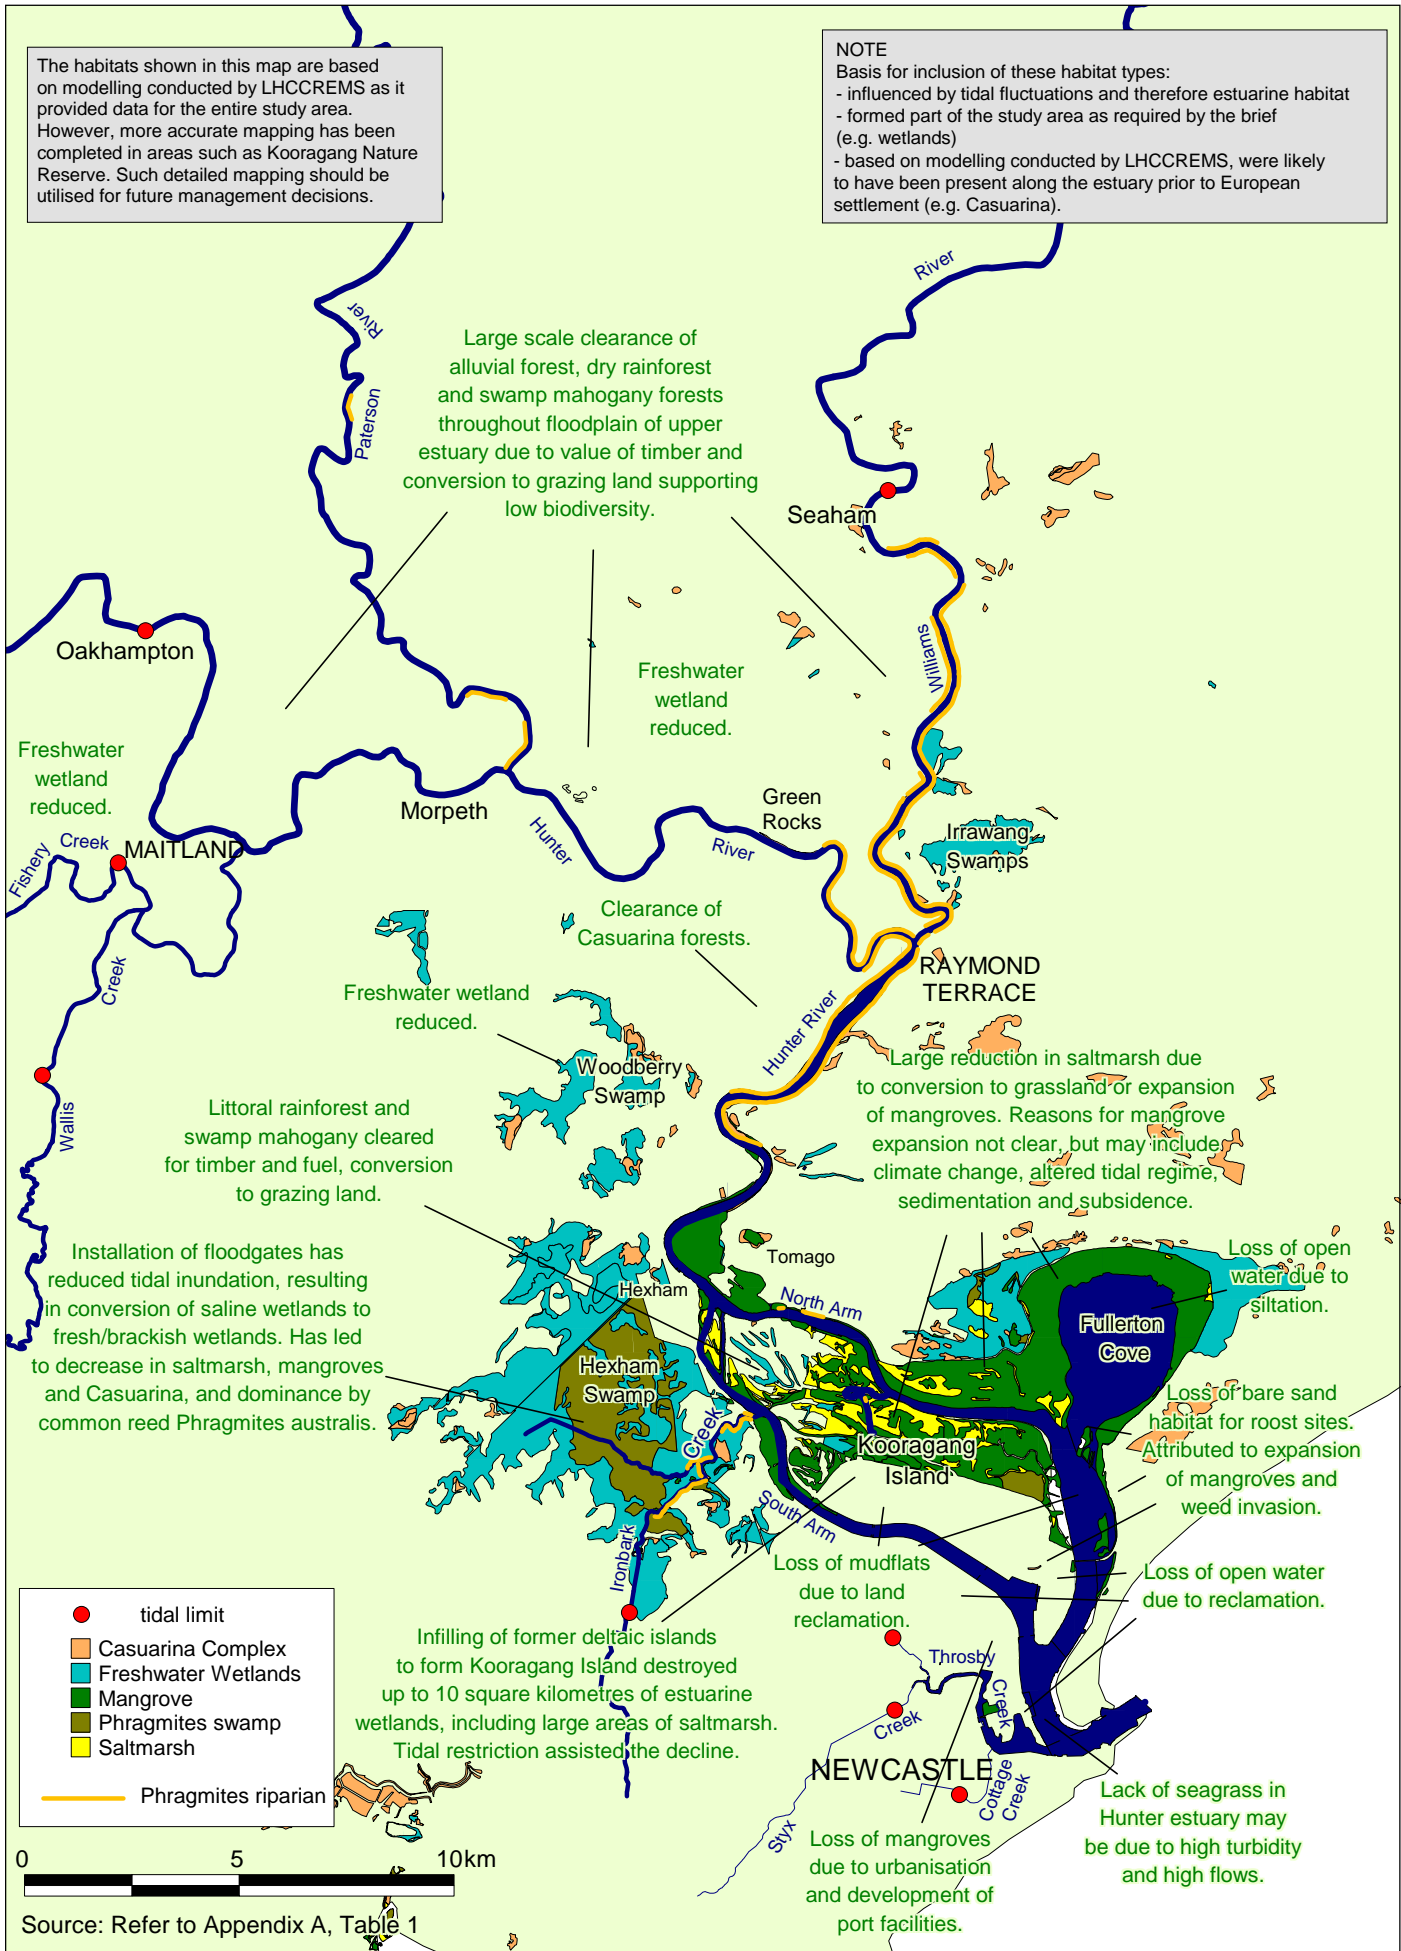 The habitats shown in this map are based
on modelling conducted by LHCCREMS as it
provided data for the entire study area.
However, more accurate mapping has been
completed in areas such as Kooragang Nature
Reserve. Such detailed mapping should be
utilised for future management decisions.
NOTE
Basis for inclusion of these habitat types:
- influenced by tidal fluctuations and therefore estuarine habitat
- formed part of the study area as required by the brief
(e.g. wetlands)
- based on modelling conducted by LHCCREMS, were likely
to have been present along the estuary prior to European
settlement (e.g. Casuarina).
River
River
Paterson
Large scale clearance of
alluvial forest, dry rainforest
and swamp mahogany forests
throughout floodplain of upper
estuary due to value of timber and
conversion to grazing land supporting
low biodiversity.
Seaham
Oakhampton
Williams
Freshwater
wetland
reduced.
Freshwater
wetland
reduced.
Morpeth
Green
Rocks
Hunter
River
Irrawang
Swamps
Fishery
Creek
MAITLAND
Clearance of
Casuarina forests.
RAYMOND
TERRACE
Creek
Wallis
Freshwater wetland
reduced.
Hunter River
Woodberry
Swamp
Large reduction in saltmarsh due
to conversion to grassland or expansion
of mangroves. Reasons for mangrove
expansion not clear, but may include
climate change, altered tidal regime,
sedimentation and subsidence.
Littoral rainforest and
swamp mahogany cleared
for timber and fuel, conversion
to grazing land.
Installation of floodgates has
reduced tidal inundation, resulting
in conversion of saline wetlands to
fresh/brackish wetlands. Has led
to decrease in saltmarsh, mangroves
and Casuarina, and dominance by
common reed Phragmites australis.
Tomago
Hexham
North Arm
Loss of open
water due to
siltation.
Fullerton
Cove
Hexham
Swamp
Creek
Loss of bare sand
habitat for roost sites.
Attributed to expansion
of mangroves and
weed invasion.
Kooragang
Island
South Arm
Ironbark
Loss of mudflats
due to land
reclamation.
Loss of open water
due to reclamation.
Infilling of former deltaic islands
to form Kooragang Island destroyed
up to 10 square kilometres of estuarine
wetlands, including large areas of saltmarsh.
Tidal restriction assisted the decline.
Throsby
Creek
Creek
NEWCASTLE
Cottage
Creek
Styx
Lack of seagrass in
Hunter estuary may
be due to high turbidity
and high flows.
Loss of mangroves
due to urbanisation
and development of
port facilities.
tidal limit
Casuarina Complex
Freshwater Wetlands
Mangrove
Phragmites swamp
Saltmarsh
Phragmites riparian
0 5 10km
Source: Refer to Appendix A, Table 1